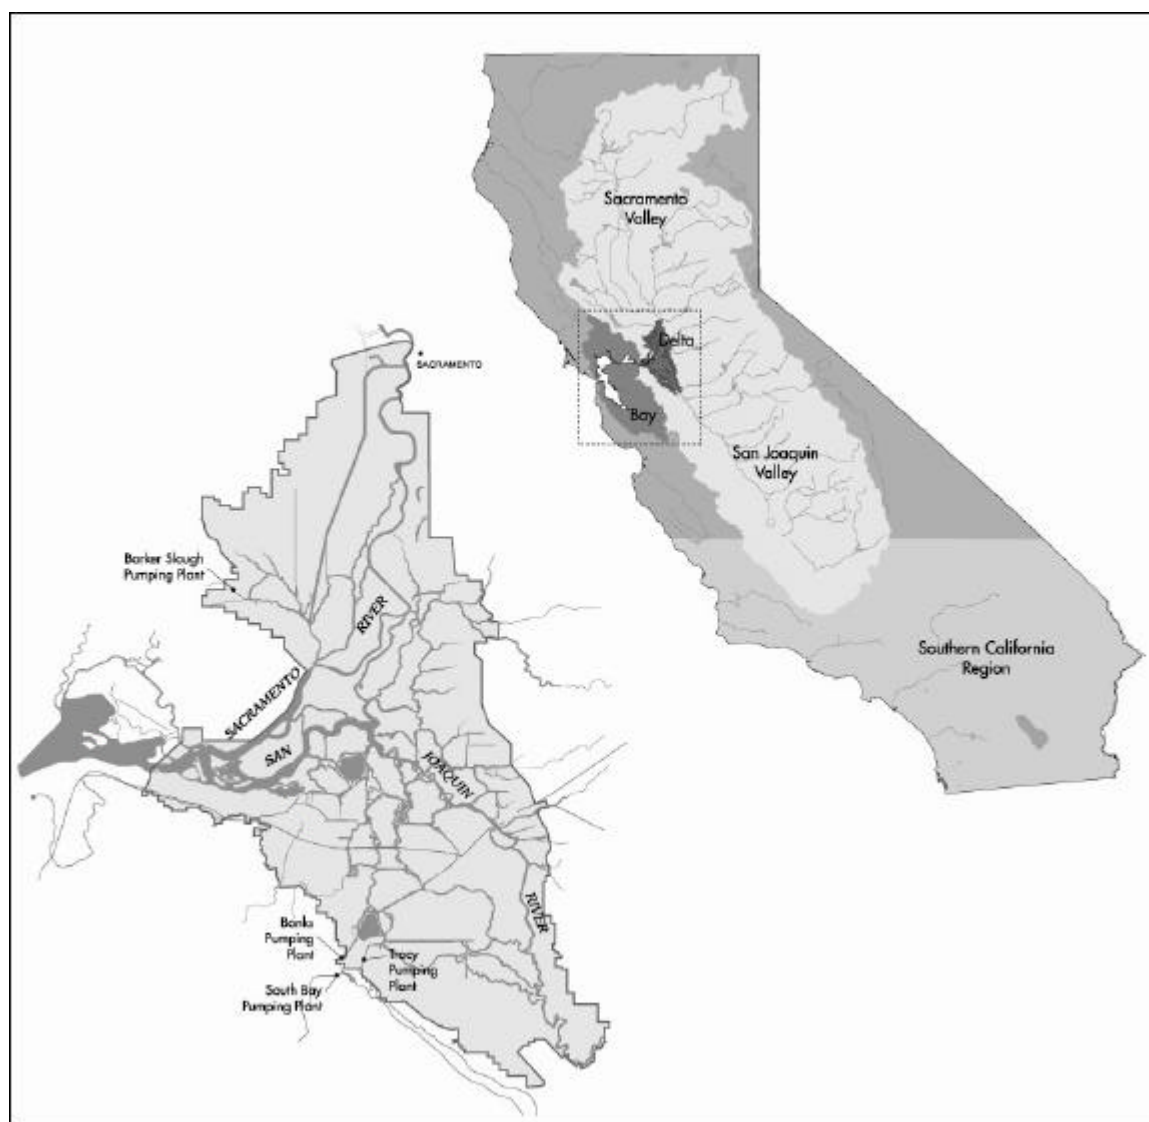 Sacramento
Valley
Delta
Bay
San Joaquin
Valley
Southern California
Region
SACRAMENTO
Barker Slough
Pumping Plant
RIVER
SACRAMENTO
SAN
JOAQUIN
RIVER
Banks
Pumping
Plant
Tracy
Pumping
Plant
South Bay
Pumping Plant